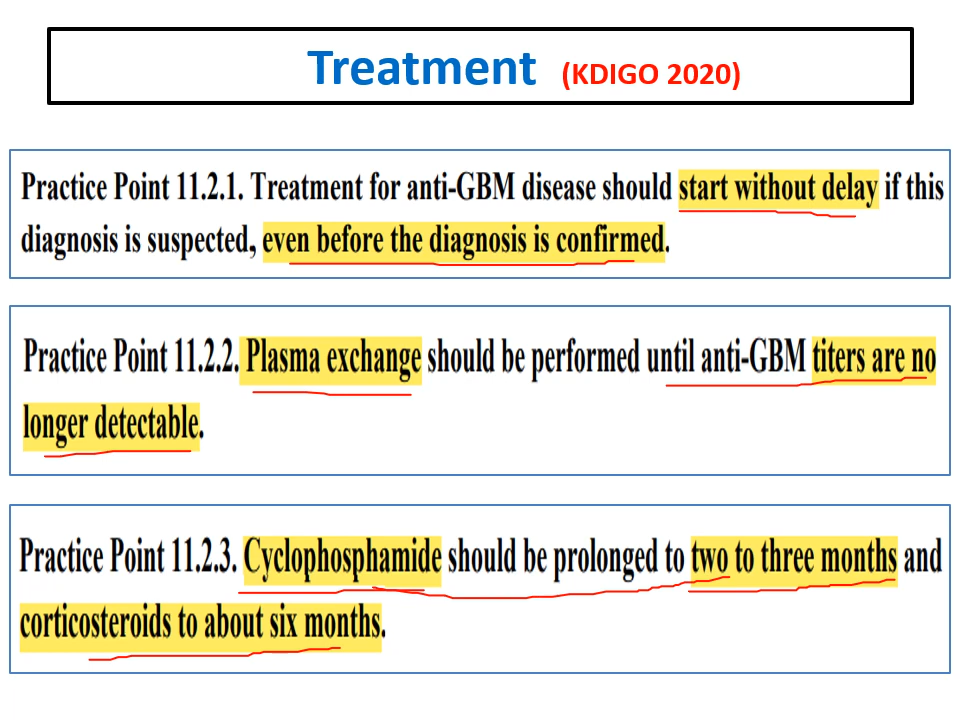 Treatment (KDIGO 2020)
Practice Point 11.2.1. Treatment for anti-GBM disease should start without delay if this
diagnosis is suspected, even before the diagnosis is confirmed.
Practice Point 11.2.2. Plasma exchange should be performed until anti-GBM titers are no
longer detectable.
Practice Point 11.2.3. Cyclophosphamide should be prolonged to two to three months and
corticosteroids to about six months.